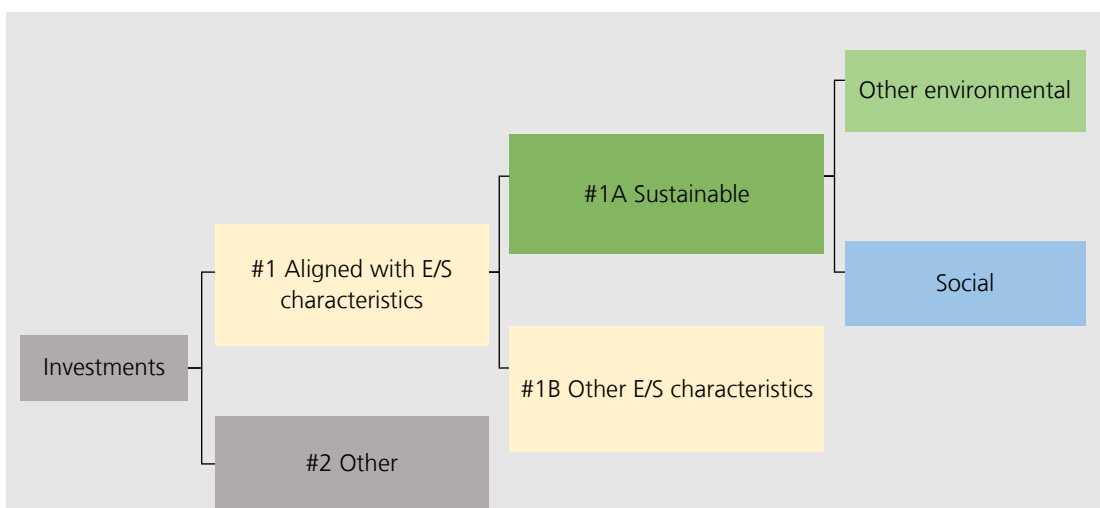 Investments
#1 Aligned with E/S
characteristics
#2 Other
#1A Sustainable
#1B Other E/S characteristics
Other environmental
Social